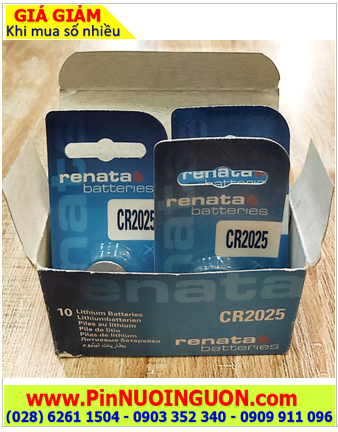 GIÁ GIẢM
Khi mua số nhiều
renata
batteries
CR2025
renata
batteries
CR2025
renata
10 Lithium Batteries
Lithiumbatterien
Piles au lithium
Pile de litio
Pilas de litio
Литиевые батарейки
CR2025
renata
batteries
www.PinNUOINGUON.com
(028) 6261 1504 - 0903 352 340 - 0909 911 096